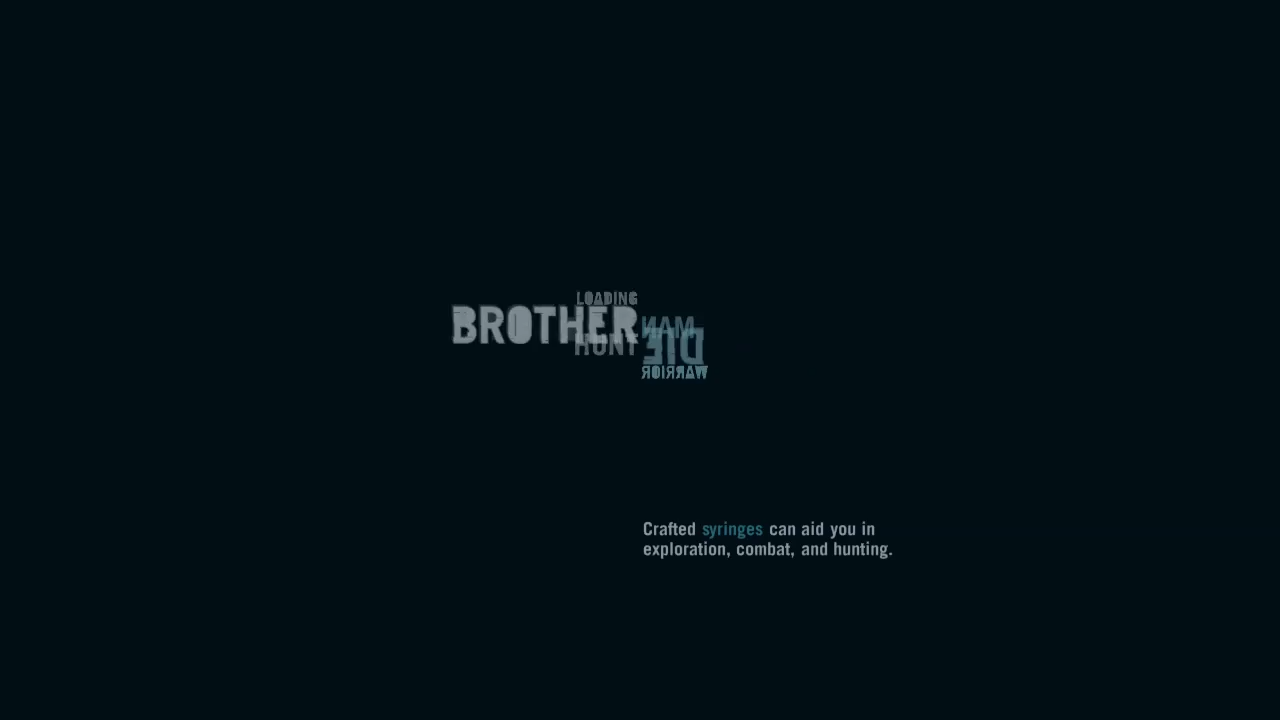 LOADING
BROTHER
HUNT
MAN
DIE
WARRIOR
Crafted syringes can aid you in
exploration, combat, and hunting.